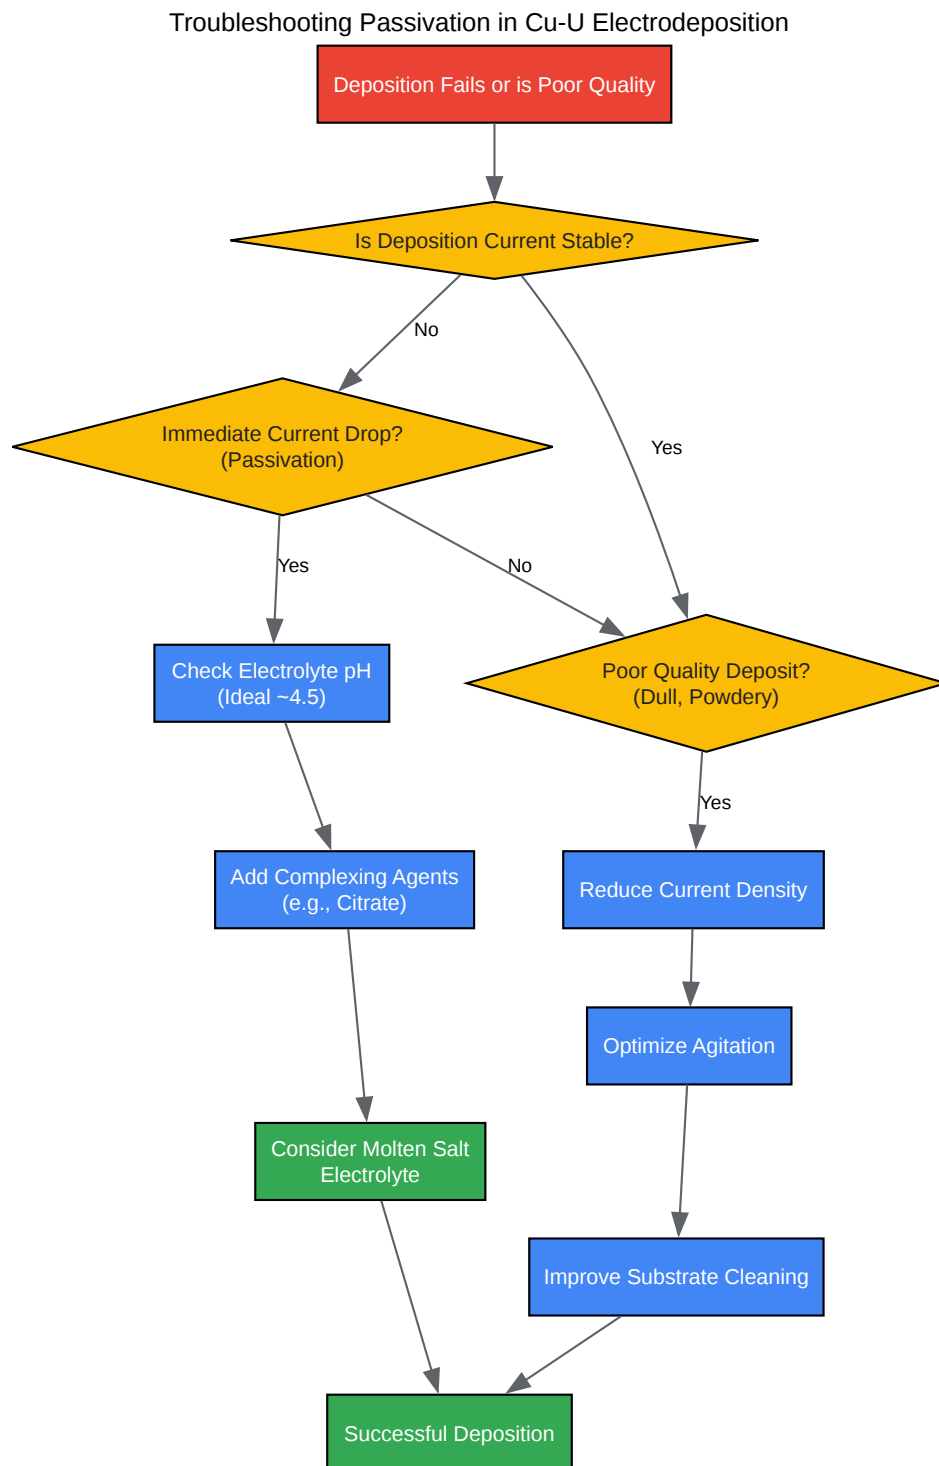 Troubleshooting Passivation in Cu-U Electrodeposition
Deposition Fails or is Poor Quality
Is Deposition Current Stable?
No
Immediate Current Drop?
(Passivation)
Yes
Yes
No
Check Electrolyte pH
(Ideal ~4.5)
Poor Quality Deposit?
(Dull, Powdery)
Yes
Add Complexing Agents
(e.g., Citrate)
Reduce Current Density
Optimize Agitation
Consider Molten Salt
Electrolyte
Improve Substrate Cleaning
Successful Deposition